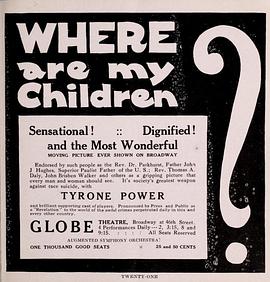 WHERE
are my
Children
?
Sensational! :: Dignified!
and the Most Wonderful
MOVING PICTURE EVER SHOWN ON BROADWAY
Endorsed by such people as the Rev. Dr. Parkhurst, Father John
J. Hughes, Superior Paulist Father of the U. S.; Rev. Thomas A.
Daly, John Brisben Walker and others as a gripping picture that
every man and woman should see. It's society's greatest weapon
against race suicide, with
TYRONE POWER
and brilliant supporting cast of players. Pronounced by Press and Public as
a "Revelation" to the world of the awful crimes perpetrated daily in this and
every other country.
GLOBE THEATRE, Broadway at 46th Street.
4 Performances Daily—2, 3:15, 8 and
9:15. :: :: All Seats Reserved
AUGMENTED SYMPHONY ORCHESTRA!
ONE THOUSAND GOOD SEATS 25 and 50 CENTS
TWENTY-ONE